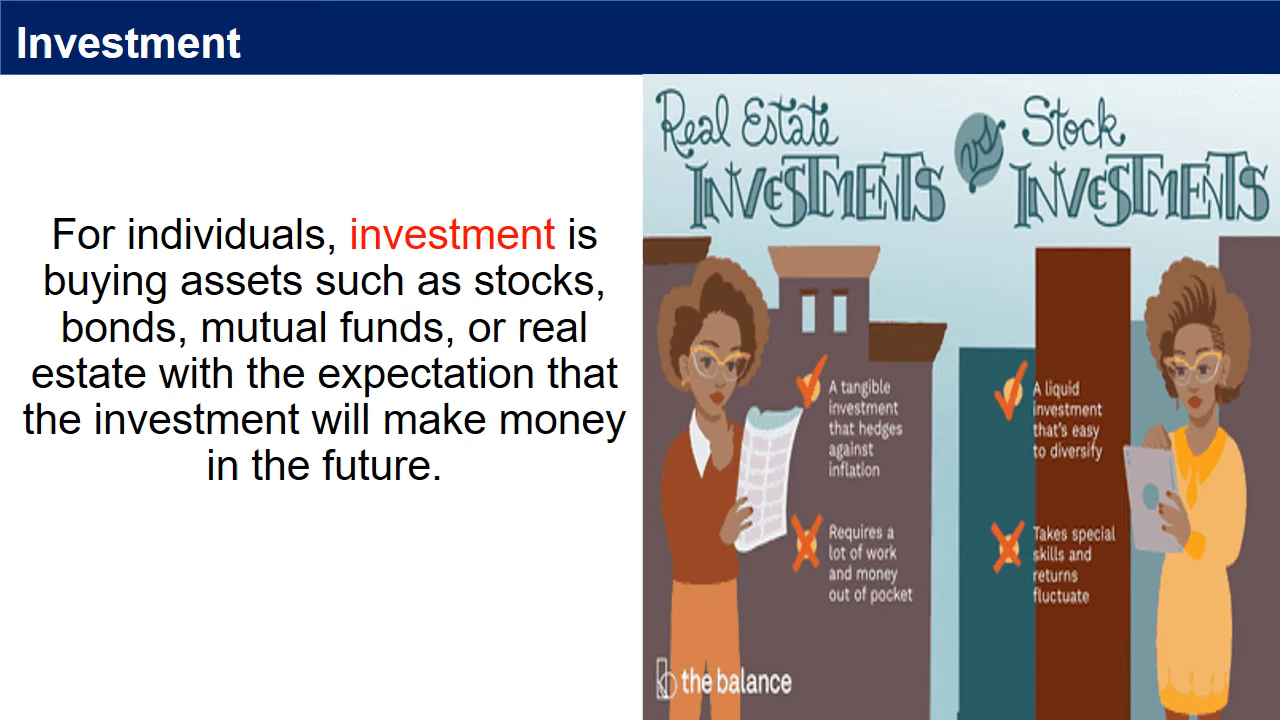 Investment
For individuals, investment is
buying assets such as stocks,
bonds, mutual funds, or real
estate with the expectation that
the investment will make money
in the future.
Real Estate
INVESTMENTS
vs
Stock
INVESTMENTS
A tangible
investment
that hedges
against
inflation
Requires a
lot of work
and money
out of pocket
A liquid
investment
that's easy
to diversify
Takes special
skills and
returns
fluctuate
the balance